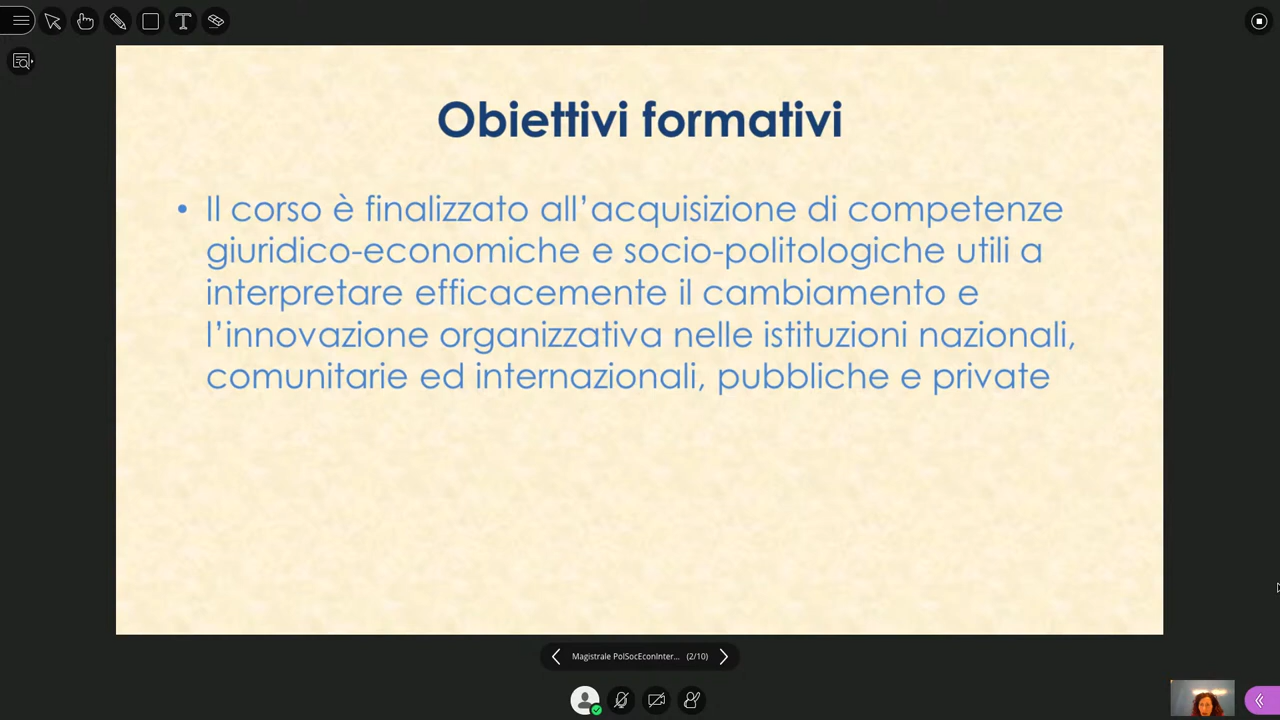 Obiettivi formativi
• Il corso è finalizzato all’acquisizione di competenze
giuridico-economiche e socio-politologiche utili a
interpretare efficacemente il cambiamento e
l’innovazione organizzativa nelle istituzioni nazionali,
comunitarie ed internazionali, pubbliche e private
Magistrale PolSocEconInter... (2/10)